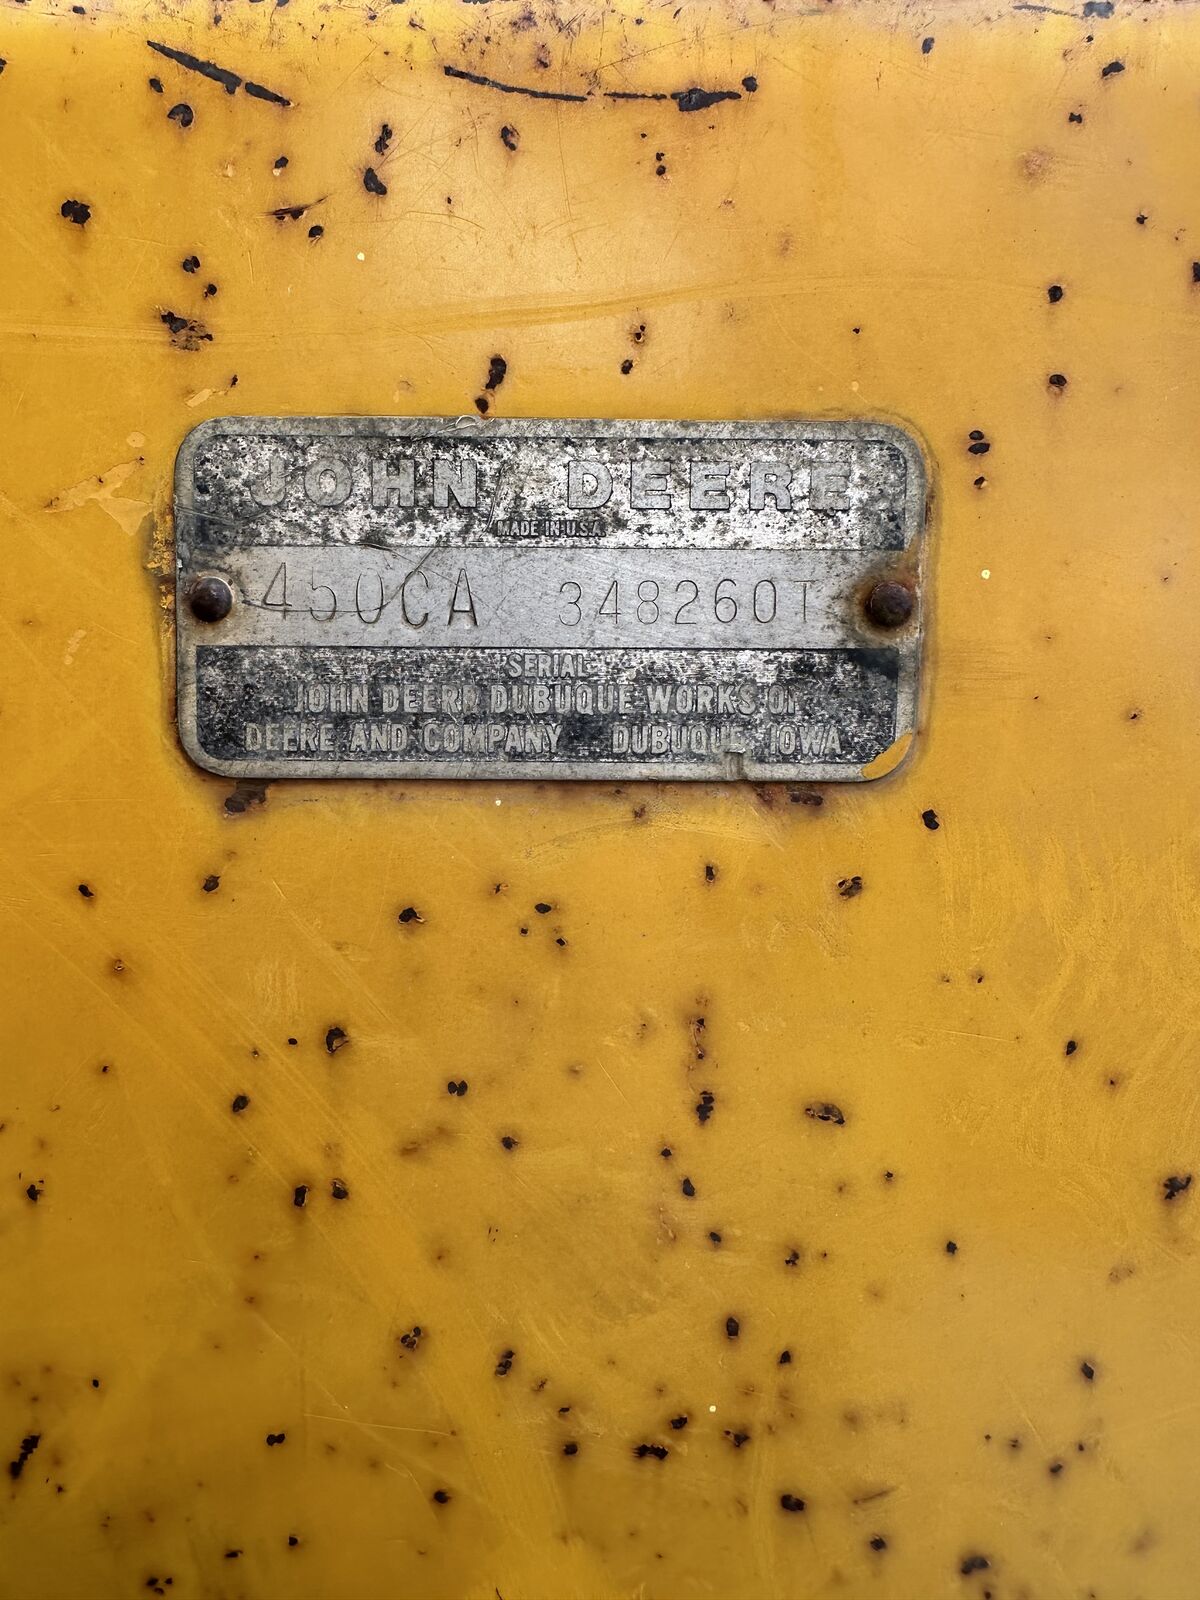 JOHN DEERE
MADE IN U.S.A.
450CA 348260T
SERIAL
JOHN DEERE DUBUQUE WORKS OF
DEERE AND COMPANY DUBUQUE, IOWA